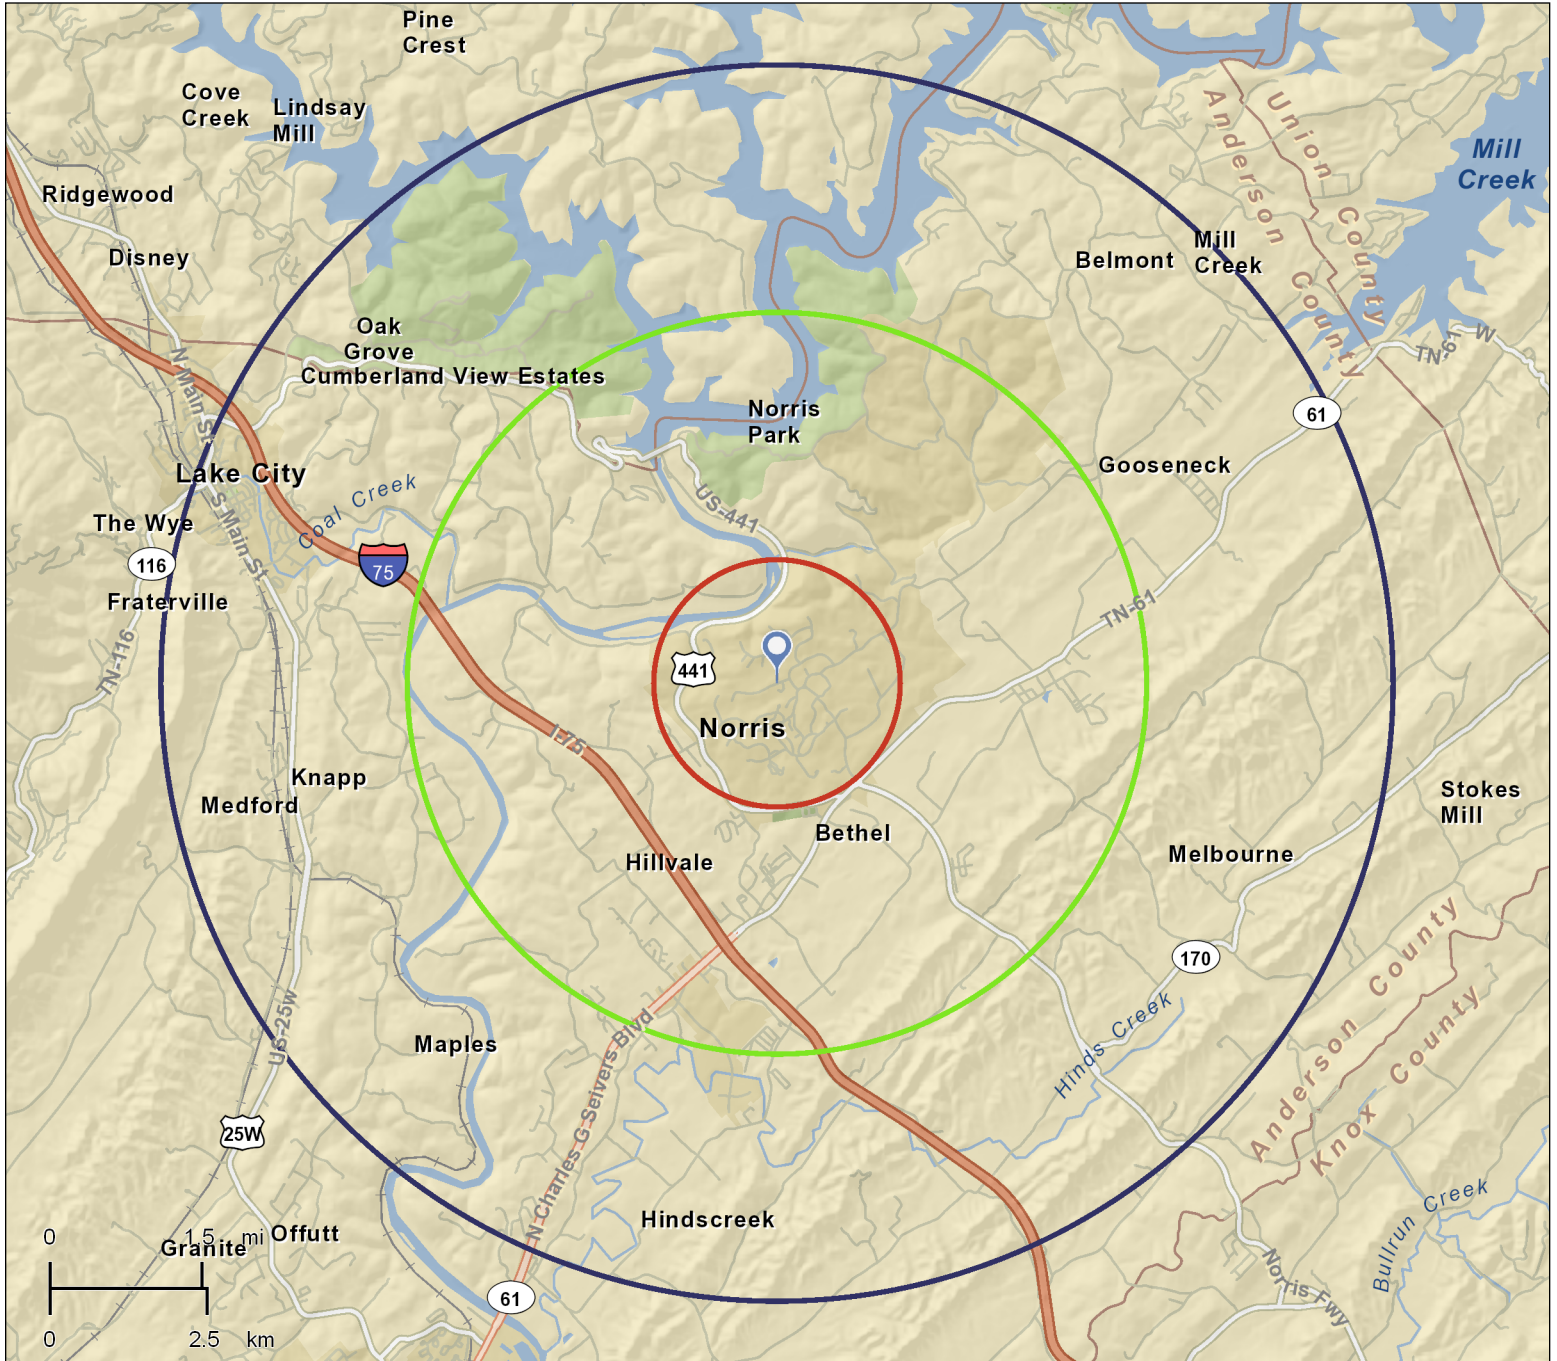 Pine
Crest
Cove
Creek
Lindsay
Mill
Union
County
Anderson
County
Mill
Creek
Ridgewood
Disney
Belmont
Mill
Creek
Oak
Grove
Cumberland View Estates
N Main St
TN-61 W
61
Norris
Park
Gooseneck
Lake City
Coal Creek
US-441
The Wye
S Main St
116
75
Fraterville
TN-116
TN-61
441
Norris
I-75
Knapp
Medford
Stokes
Mill
Bethel
Hillvale
Melbourne
170
Anderson County
Knox County
Hinds Creek
US-25W
Maples
N Charles G Seivers Blvd
25W
Hindscreek
Offutt
Granite
Bullrun Creek
Norris Fwy
61
0 1.5 mi
0 2.5 km